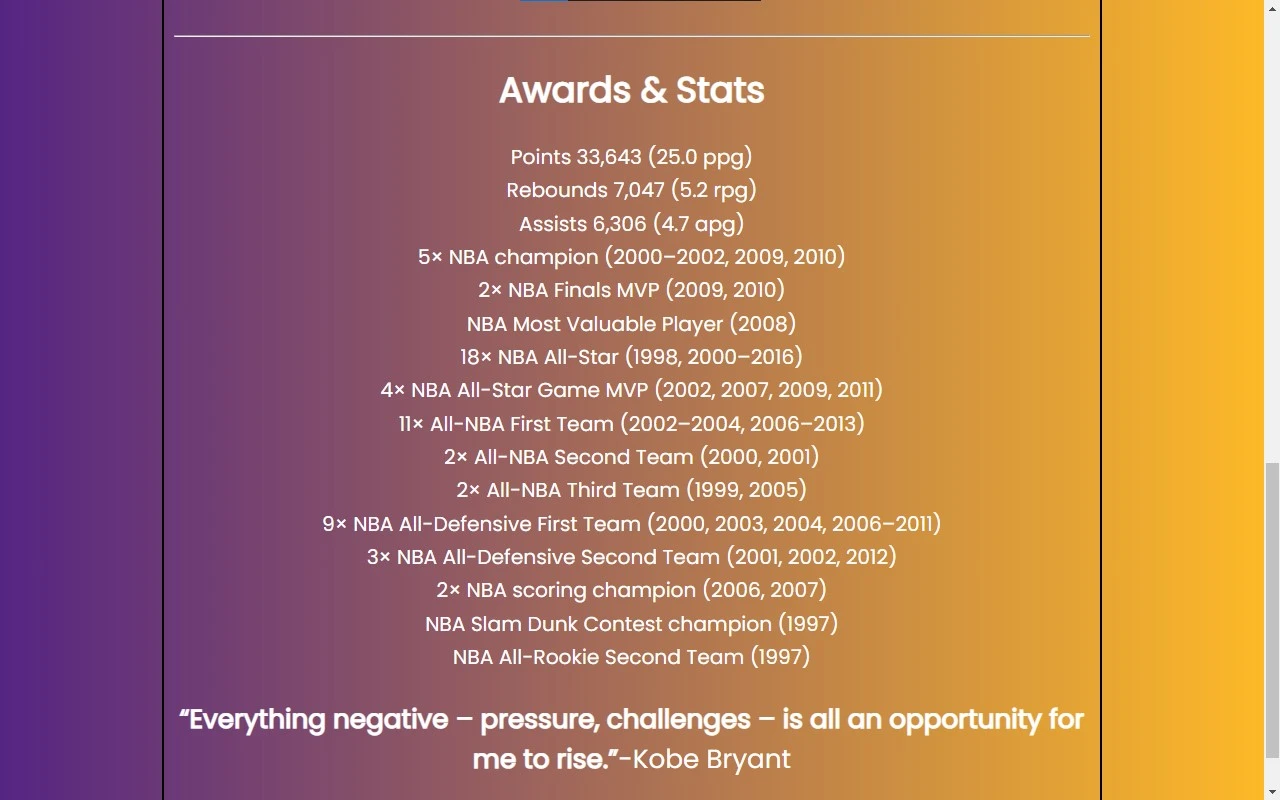 Awards & Stats
Points 33,643 (25.0 ppg)
Rebounds 7,047 (5.2 rpg)
Assists 6,306 (4.7 apg)
5× NBA champion (2000–2002, 2009, 2010)
2× NBA Finals MVP (2009, 2010)
NBA Most Valuable Player (2008)
18× NBA All-Star (1998, 2000–2016)
4× NBA All-Star Game MVP (2002, 2007, 2009, 2011)
11× All-NBA First Team (2002–2004, 2006–2013)
2× All-NBA Second Team (2000, 2001)
2× All-NBA Third Team (1999, 2005)
9× NBA All-Defensive First Team (2000, 2003, 2004, 2006–2011)
3× NBA All-Defensive Second Team (2001, 2002, 2012)
2× NBA scoring champion (2006, 2007)
NBA Slam Dunk Contest champion (1997)
NBA All-Rookie Second Team (1997)
“Everything negative – pressure, challenges – is all an opportunity for
me to rise.”-Kobe Bryant